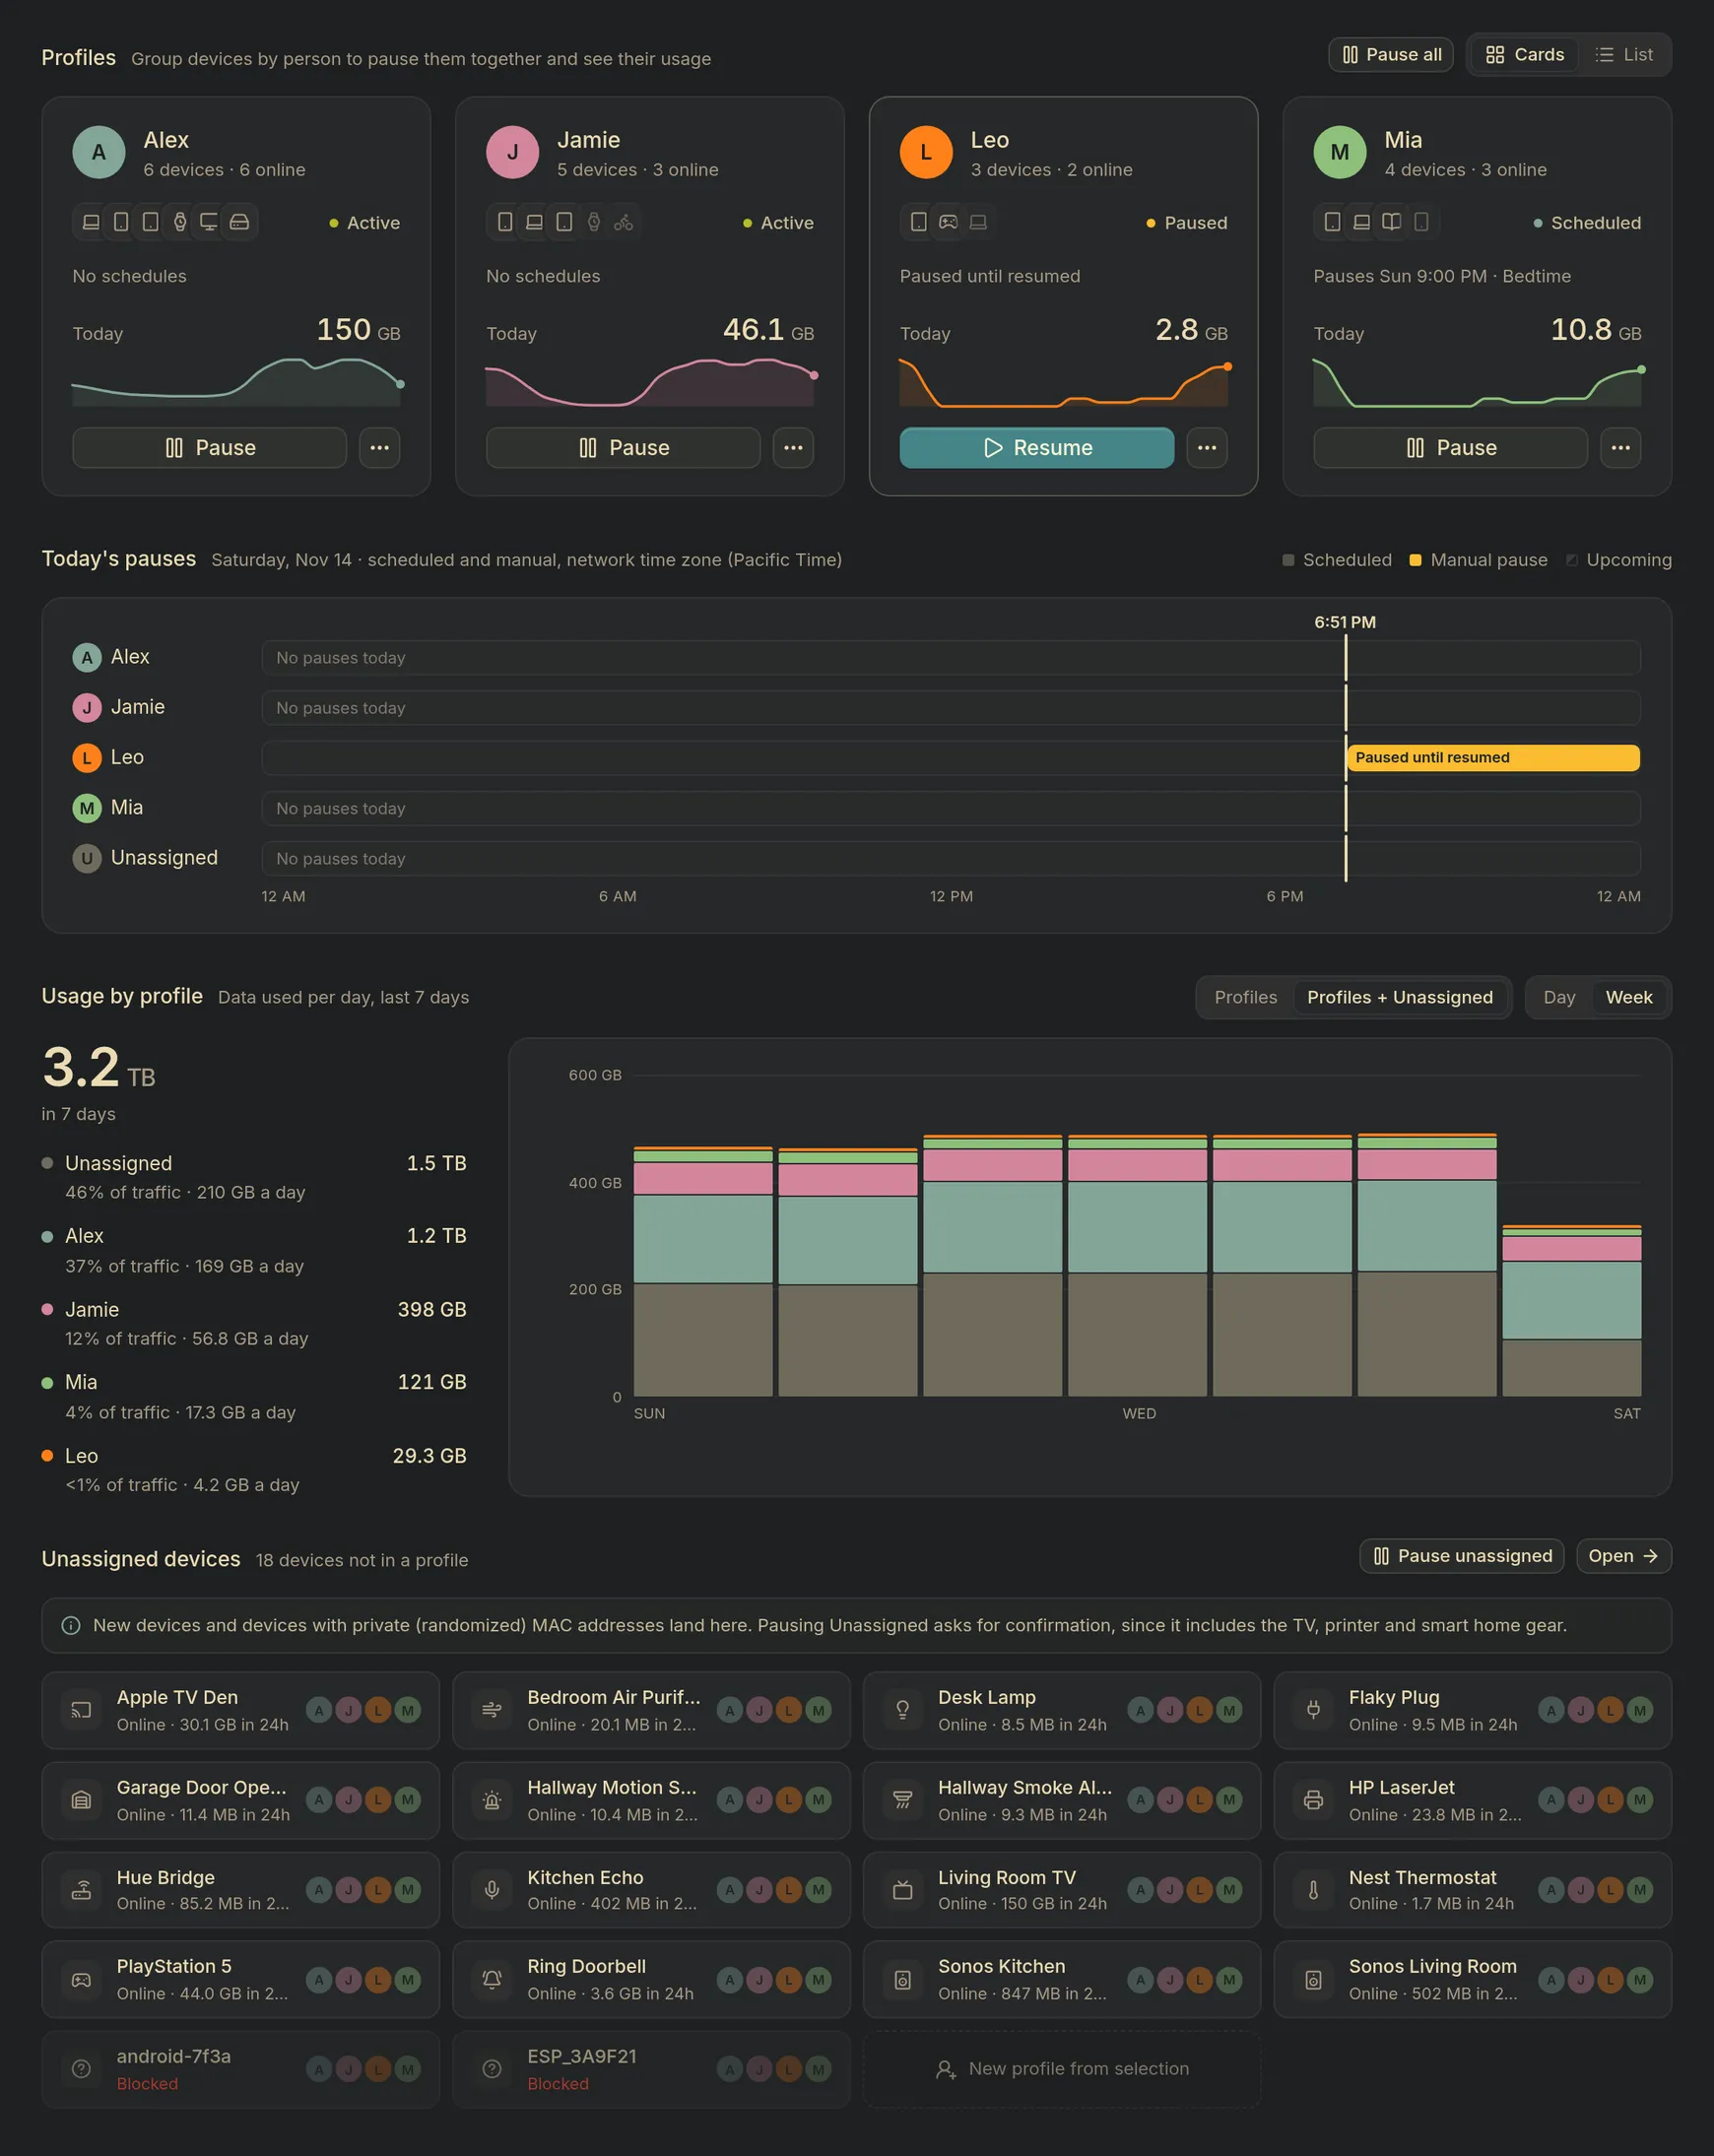 Profiles Group devices by person to pause them together and see their usage Pause all Cards List
A Alex
6 devices · 6 online
Active
No schedules
Today 150 GB
Pause
J Jamie
5 devices · 3 online
Active
No schedules
Today 46.1 GB
Pause
L Leo
3 devices · 2 online
Paused
Paused until resumed
Today 2.8 GB
Resume
M Mia
4 devices · 3 online
Scheduled
Pauses Sun 9:00 PM · Bedtime
Today 10.8 GB
Pause
Today's pauses Saturday, Nov 14 · scheduled and manual, network time zone (Pacific Time) Scheduled Manual pause Upcoming
6:51 PM
A Alex No pauses today
J Jamie No pauses today
L Leo Paused until resumed
M Mia No pauses today
U Unassigned No pauses today
12 AM 6 AM 12 PM 6 PM 12 AM
Usage by profile Data used per day, last 7 days Profiles Profiles + Unassigned Day Week
3.2 TB
in 7 days
Unassigned 1.5 TB
46% of traffic · 210 GB a day
Alex 1.2 TB
37% of traffic · 169 GB a day
Jamie 398 GB
12% of traffic · 56.8 GB a day
Mia 121 GB
4% of traffic · 17.3 GB a day
Leo 29.3 GB
<1% of traffic · 4.2 GB a day
600 GB
400 GB
200 GB
0
SUN WED SAT
Unassigned devices 18 devices not in a profile Pause unassigned Open
New devices and devices with private (randomized) MAC addresses land here. Pausing Unassigned asks for confirmation, since it includes the TV, printer and smart home gear.
Apple TV Den
Online · 30.1 GB in 24h
A J L M
Bedroom Air Purif...
Online · 20.1 MB in 2...
A J L M
Desk Lamp
Online · 8.5 MB in 24h
A J L M
Flaky Plug
Online · 9.5 MB in 24h
A J L M
Garage Door Ope...
Online · 11.4 MB in 24h
A J L M
Hallway Motion S...
Online · 10.4 MB in 2...
A J L M
Hallway Smoke Al...
Online · 9.3 MB in 24h
A J L M
HP LaserJet
Online · 23.8 MB in 2...
A J L M
Hue Bridge
Online · 85.2 MB in 2...
A J L M
Kitchen Echo
Online · 402 MB in 2...
A J L M
Living Room TV
Online · 150 GB in 24h
A J L M
Nest Thermostat
Online · 1.7 MB in 24h
A J L M
PlayStation 5
Online · 44.0 GB in 2...
A J L M
Ring Doorbell
Online · 3.6 GB in 24h
A J L M
Sonos Kitchen
Online · 847 MB in 2...
A J L M
Sonos Living Room
Online · 502 MB in 2...
A J L M
android-7f3a
Blocked
A J L M
ESP_3A9F21
Blocked
A J L M
New profile from selection